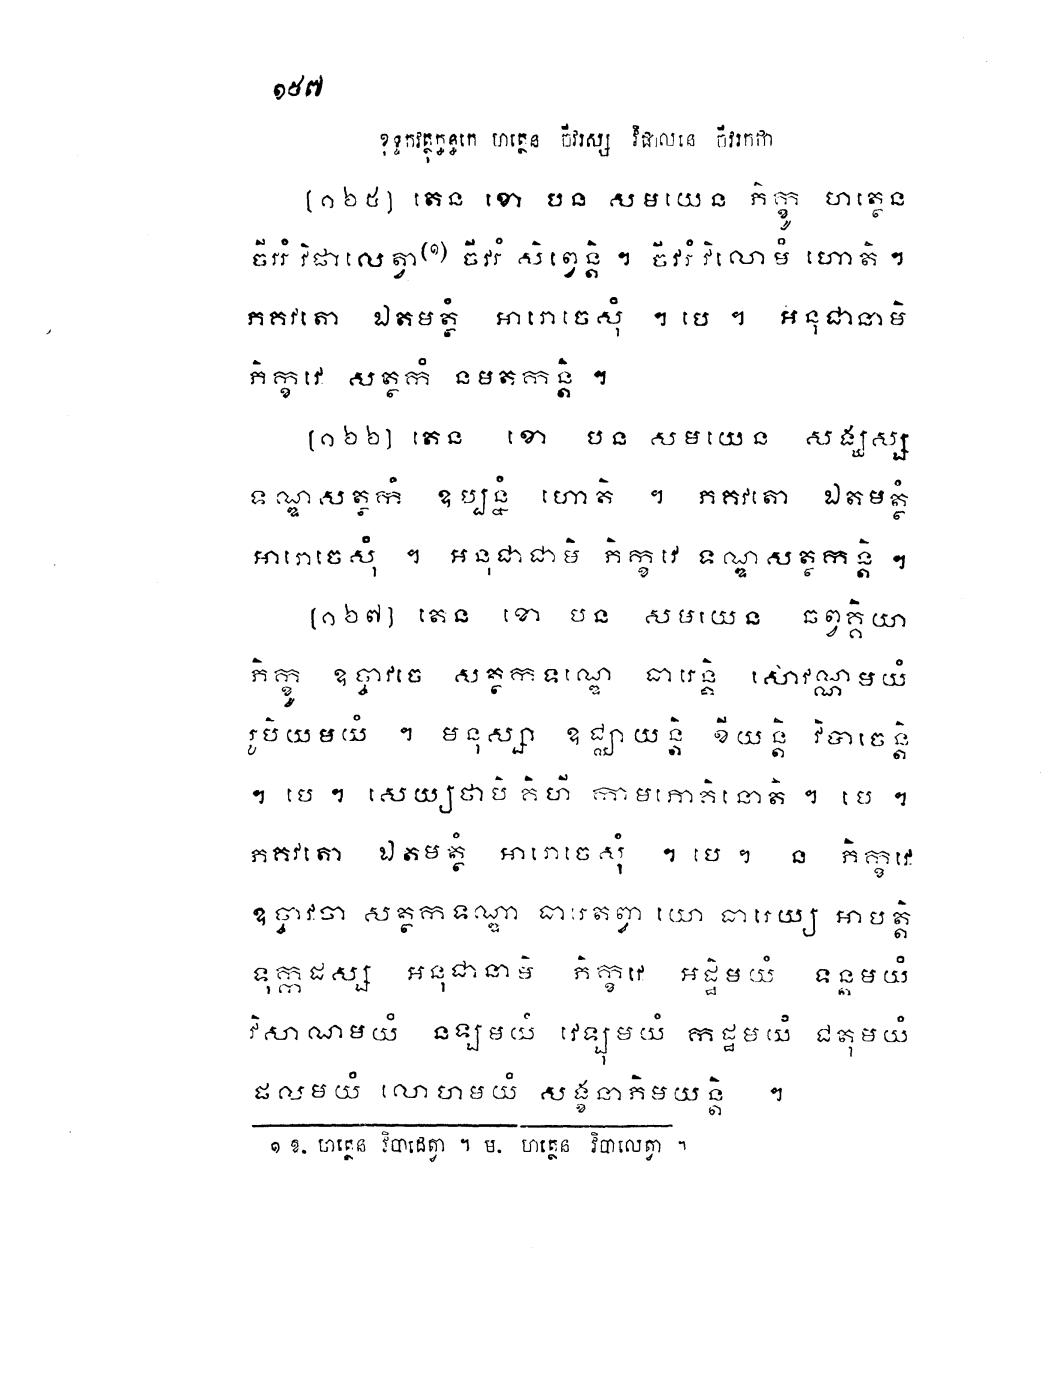 ១៥៧
ខុទ្ទកវត្ថុក្ខន្ធកេ ហត្ថេន ចីវរស្ស វិផាលនេ ចីវរកថា
[១៦៥] តេន ខោ បន សមយេន ភិក្ខូ ហត្ថេន
ចីវរំ វិផាលេត្វា(១) ចីវរំ សិព្វេន្តិ ។ ចីវរំ វិលោមំ ហោតិ ។
ភគវតោ ឯតមត្ថំ អារោចេសុំ ។ បេ ។ អនុជានាមិ
ភិក្ខវេ សត្ថកំ នមតកន្តិ ។
[១៦៦] តេន ខោ បន សមយេន សង្ឃស្ស
ទណ្ឌសត្ថកំ ឧប្បន្នំ ហោតិ ។ ភគវតោ ឯតមត្ថំ
អារោចេសុំ ។ អនុជានាមិ ភិក្ខវេ ទណ្ឌសត្ថកន្តិ ។
[១៦៧] តេន ខោ បន សមយេន ឆព្វគ្គិយា
ភិក្ខូ ឧច្ចាវចេ សត្ថកទណ្ឌេ ធារេន្តិ សោវណ្ណមយំ
រូបិយមយំ ។ មនុស្សា ឧជ្ឈាយន្តិ ខីយន្តិ វិបាចេន្តិ
។ បេ ។ សេយ្យថាបិ គិហី កាមភោគិនោតិ ។ បេ ។
ភគវតោ ឯតមត្ថំ អារោចេសុំ ។ បេ ។ ន ភិក្ខវេ
ឧច្ចាវចា សត្ថកទណ្ឌា ធារេតព្វា យោ ធារេយ្យ អាបត្តិ
ទុក្កដស្ស អនុជានាមិ ភិក្ខវេ អដ្ឋិមយំ ទន្តមយំ
វិសាណមយំ នឡមយំ វេឡុមយំ កដ្ឋមយំ ជតុមយំ
ផលមយំ លោហមយំ សង្ខនាភិមយន្តិ ។
១ ឱ. ហត្ថេន វិបាដេត្វា ។ ម. ហត្ថេន វិបាលេត្វា ។